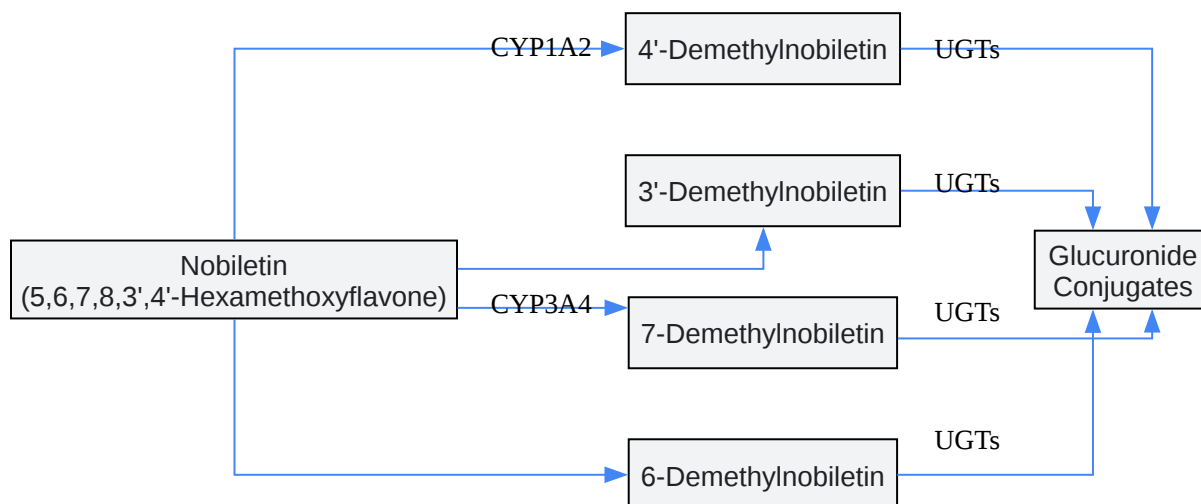 CYP1A2
4'-Demethylnobiletin
UGTs
3'-Demethylnobiletin
UGTs
Nobiletin
(5,6,7,8,3',4'-Hexamethoxyflavone)
Glucuronide
Conjugates
CYP3A4
7-Demethylnobiletin
UGTs
6-Demethylnobiletin
UGTs